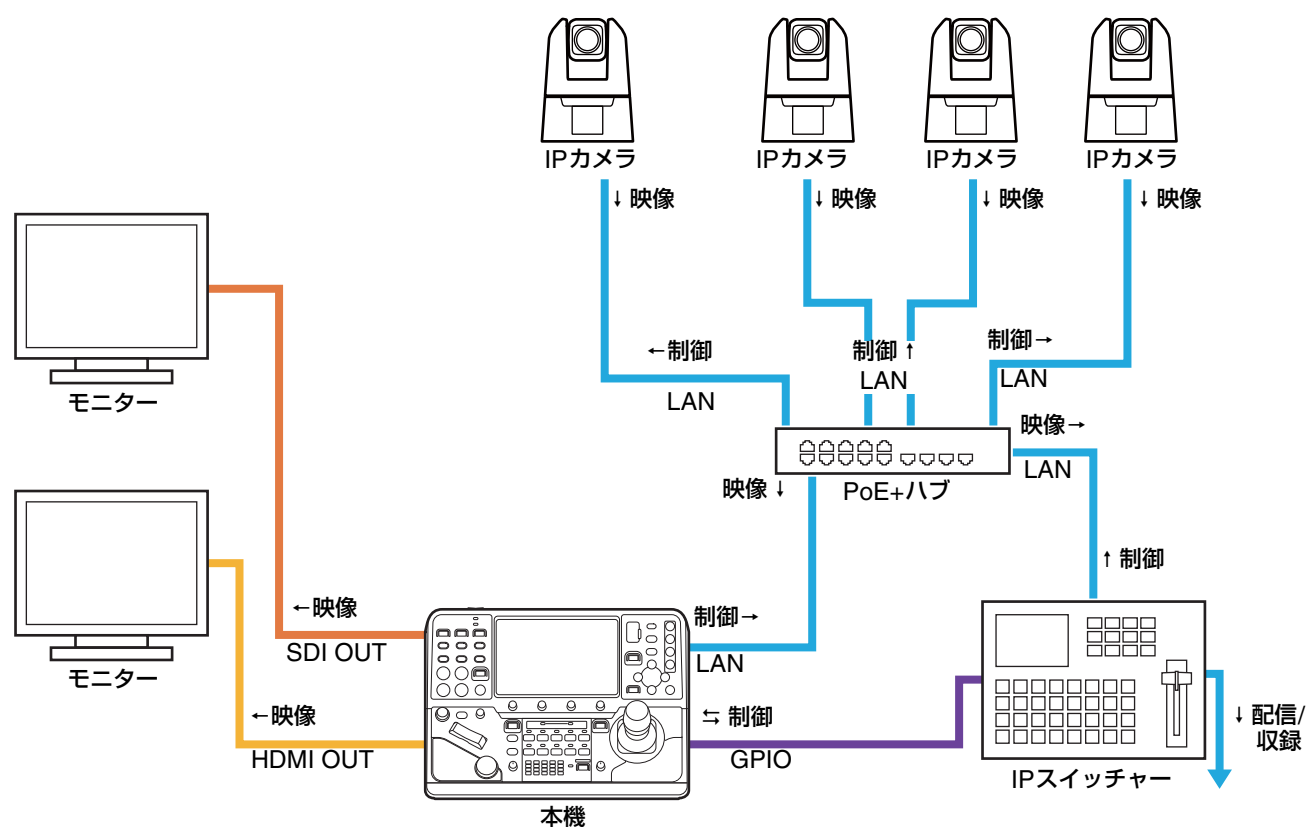 IPカメラ
IPカメラ
IPカメラ
IPカメラ
↓映像
↓映像
↓映像
↓映像
←制御
LAN
制御↑
LAN
制御→
LAN
モニター
映像→
LAN
映像↓
PoE+ハブ
↑制御
←映像
SDI OUT
制御→
LAN
モニター
←映像
HDMI OUT
⇆制御
GPIO
↓配信/
収録
IPスイッチャー
本機